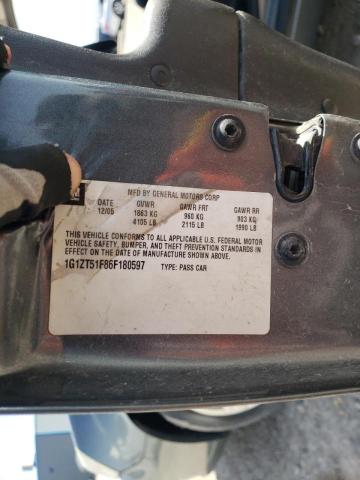 GM
MFD BY GENERAL MOTORS CORP
DATE GVWR GAWR FRT GAWR RR
12/05 1863 KG 960 KG 903 KG
4105 LB 2115 LB 1990 LB
THIS VEHICLE CONFORMS TO ALL APPLICABLE U.S. FEDERAL MOTOR
VEHICLE SAFETY, BUMPER, AND THEFT PREVENTION STANDARDS IN
EFFECT ON THE DATE OF MANUFACTURE SHOWN ABOVE.
1G1ZT51F86F180597 TYPE: PASS CAR